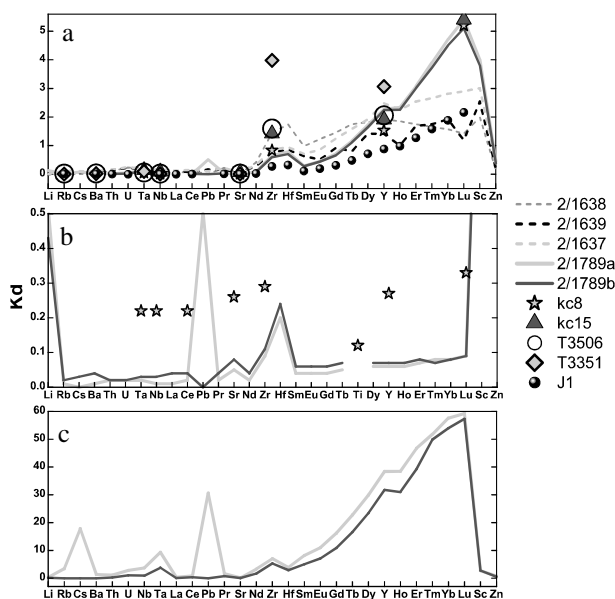 a
5
4
3
2
1
0
Li Rb Cs Ba Th U Ta Nb La Ce Pb Pr Sr Nd Zr Hf Sm Eu Gd Tb Dy Y Ho Er Tm Yb Lu Sc Zn
b
0.5
0.4
0.3
0.2
0.1
0.0
Kd
Li Rb Cs Ba Th U Ta Nb La Ce Pb Pr Sr Nd Zr Hf Sm Eu Gd Tb Ti Dy Y Ho Er Tm Yb Lu Sc Zn
c
60
50
40
30
20
10
0
Li Rb Cs Ba Th U Nb Ta La Ce Pb Pr Sr Nd Zr Hf Sm Eu Gd Tb Dy Y Ho Er Tm Yb Lu Sc Zn
2/1638
2/1639
2/1637
2/1789a
2/1789b
kc8
kc15
T3506
T3351
J1